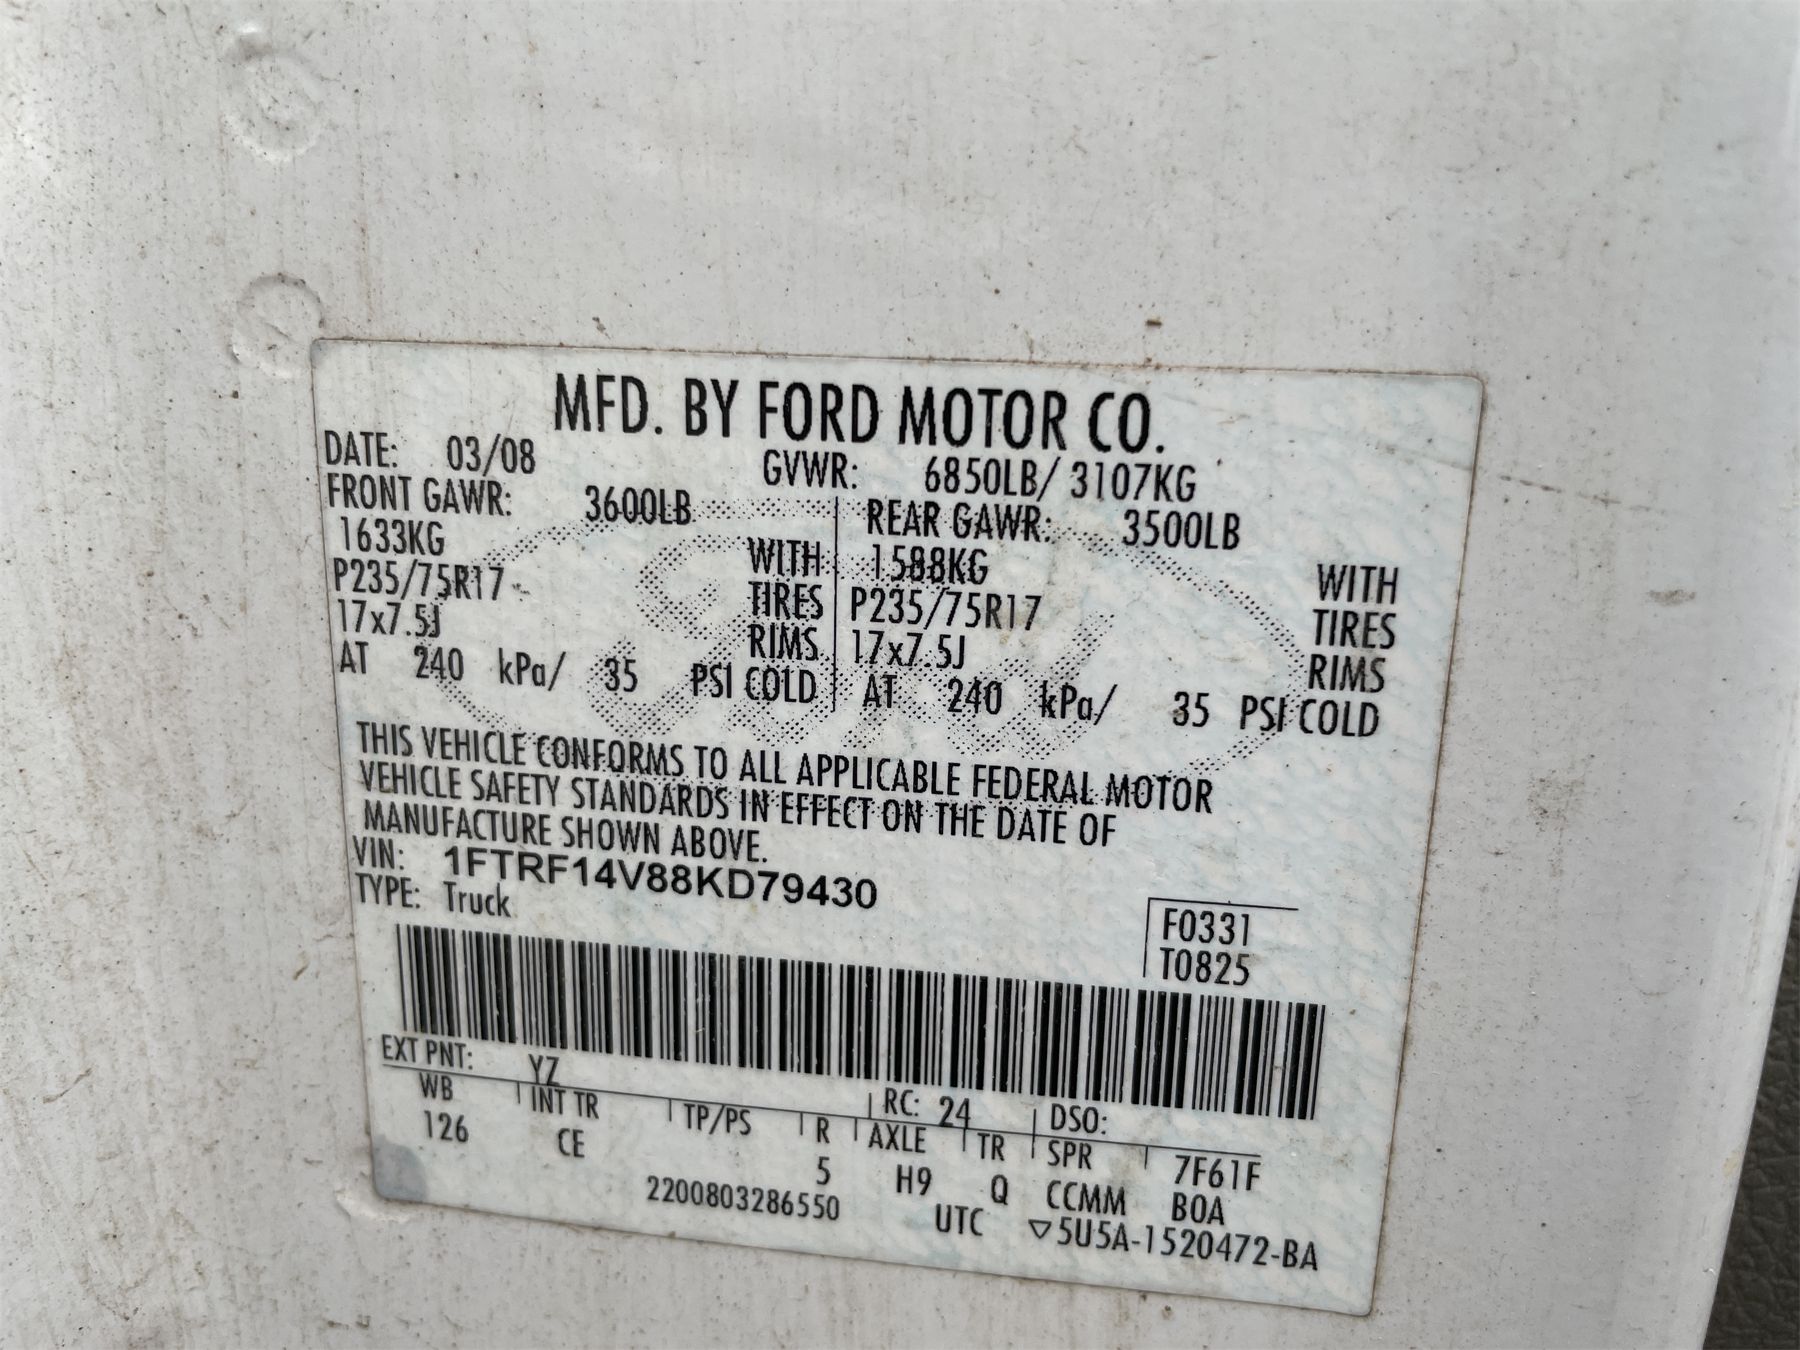 MFD. BY FORD MOTOR CO.
DATE: 03/08 GVWR: 6850LB/ 3107KG
FRONT GAWR: 3600LB REAR GAWR: 3500LB
1633KG WITH 1588KG WITH
P235/75R17 TIRES P235/75R17 TIRES
17x7.5J RIMS 17x7.5J RIMS
AT 240 kPa/ 35 PSI COLD AT 240 kPa/ 35 PSI COLD
THIS VEHICLE CONFORMS TO ALL APPLICABLE FEDERAL MOTOR
VEHICLE SAFETY STANDARDS IN EFFECT ON THE DATE OF
MANUFACTURE SHOWN ABOVE.
VIN: 1FTRF14V88KD79430
TYPE: Truck
F0331
T0825
EXT PNT: YZ RC: 24 DSO:
WB INT TR TP/PS R AXLE TR SPR 7F61F
126 CE 5 H9 Q CCMM BOA
2200803286550 UTC ▽5U5A-1520472-BA